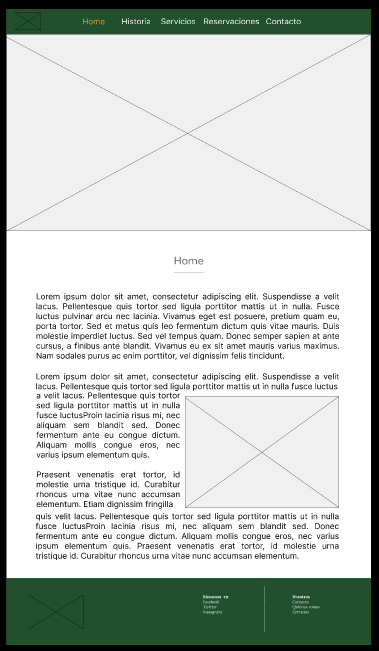 Home Historia Servicios Reservaciones Contacto
Home
Lorem ipsum dolor sit amet, consectetur adipiscing elit. Suspendisse a velit
lacus. Pellentesque quis tortor sed ligula porttitor mattis ut in nulla. Fusce
luctus pulvinar arcu nec lacinia. Vivamus eget est posuere, pretium quam eu,
porta tortor. Sed et metus quis leo fermentum dictum quis vitae mauris. Duis
molestie imperdiet luctus. Sed vel tempus quam. Donec semper sapien at ante
cursus, a finibus ante blandit. Vivamus eu ex sit amet mauris varius maximus.
Nam sodales purus ac enim porttitor, vel dignissim felis tincidunt.
Lorem ipsum dolor sit amet, consectetur adipiscing elit. Suspendisse a velit
lacus. Pellentesque quis tortor sed ligula porttitor mattis ut in nulla fusce luctus
a velit lacus. Pellentesque quis tortor
sed ligula porttitor mattis ut in nulla
fusce luctusProin lacinia risus mi, nec
aliquam sem blandit sed. Donec
fermentum ante eu congue dictum.
Aliquam mollis congue eros, nec
varius ipsum elementum quis.
Praesent venenatis erat tortor, id
molestie urna tristique id. Curabitur
rhoncus urna vitae nunc accumsan
elementum. Etiam dignissim fringilla
quis velit lacus. Pellentesque quis tortor sed ligula porttitor mattis ut in nulla
fusce luctusProin lacinia risus mi, nec aliquam sem blandit sed. Donec
fermentum ante eu congue dictum. Aliquam mollis congue eros, nec varius
ipsum elementum quis. Praesent venenatis erat tortor, id molestie urna
tristique id. Curabitur rhoncus urna vitae nunc accumsan elementum.
Búscanos en
Facebook
Twitter
Instagram
Nosotros
Contacto
Quienes somos
Servicios